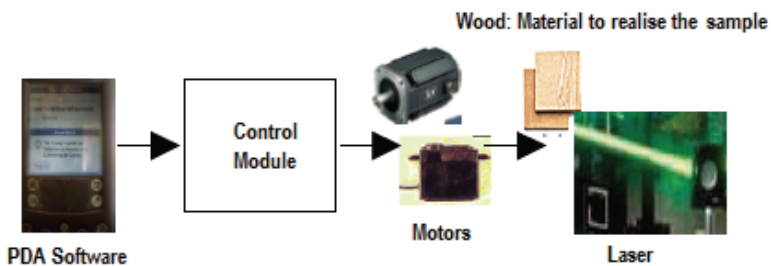 Wood: Material to realise the sample
Control
Module
PDA Software
Motors
Laser